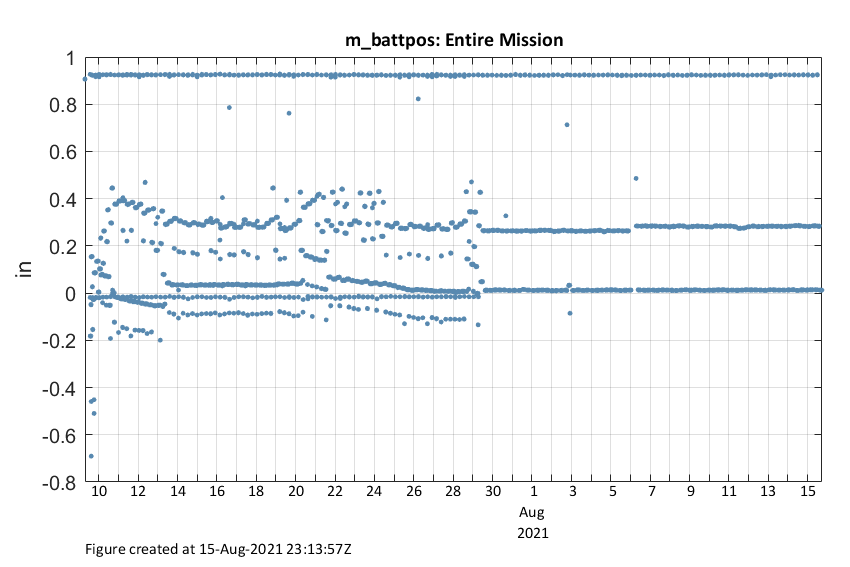 m_battpos: Entire Mission
1
0.8
0.6
0.4
0.2
0
-0.2
-0.4
-0.6
-0.8
in
10 12 14 16 18 20 22 24 26 28 30 1 3 5 7 9 11 13 15
Aug
2021
Figure created at 15-Aug-2021 23:13:57Z